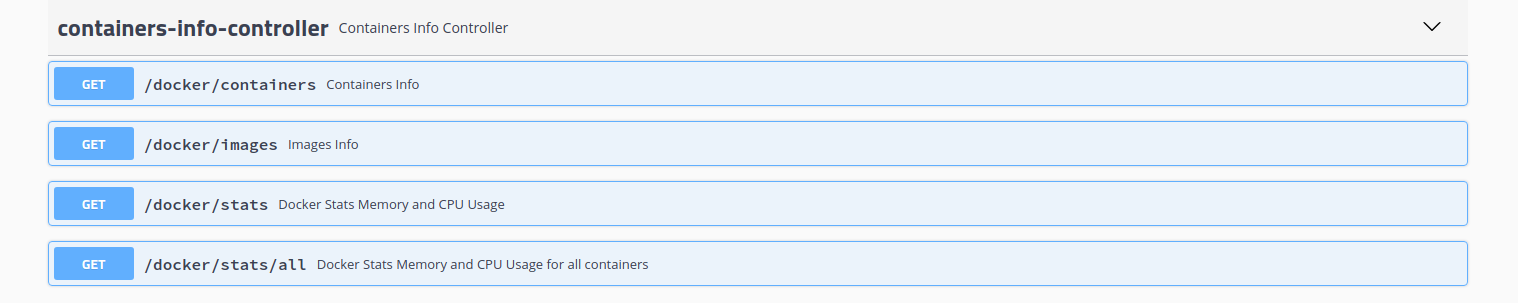 containers-info-controller Containers Info Controller
GET /docker/containers Containers Info
GET /docker/images Images Info
GET /docker/stats Docker Stats Memory and CPU Usage
GET /docker/stats/all Docker Stats Memory and CPU Usage for all containers